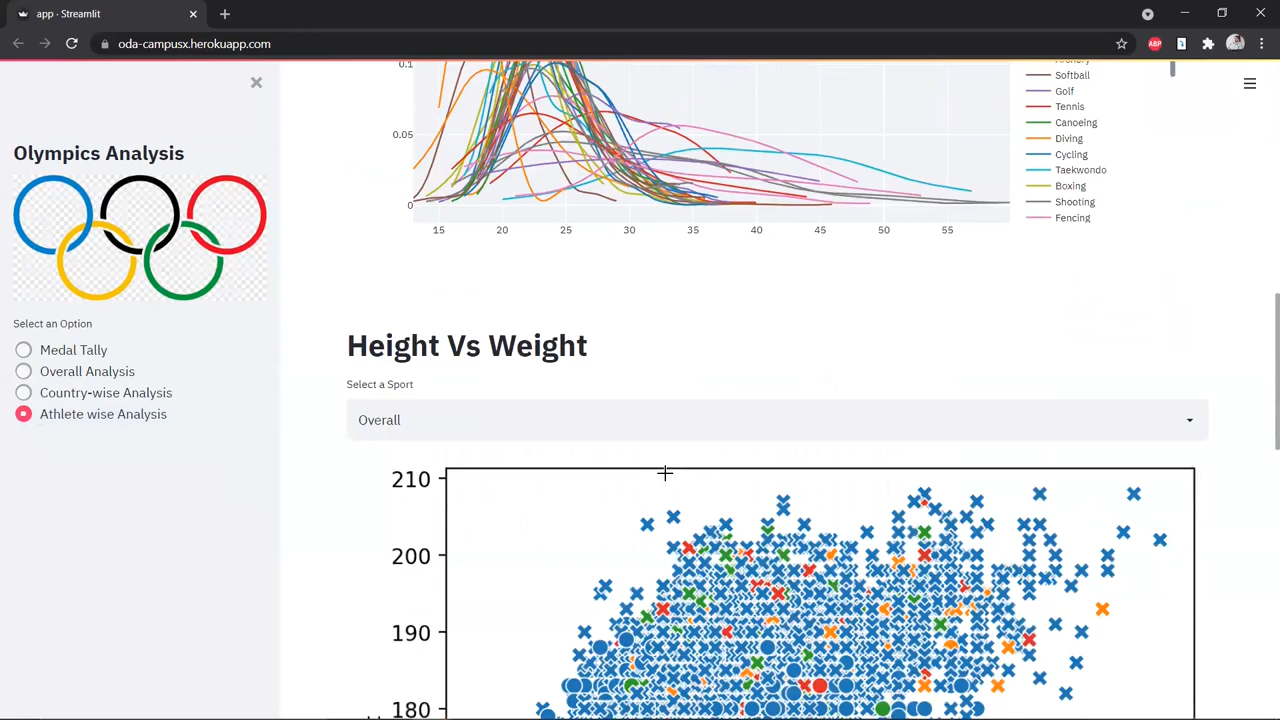 app · Streamlit
oda-campusx.herokuapp.com
ABP
Olympics Analysis
Select an Option
Medal Tally
Overall Analysis
Country-wise Analysis
Athlete wise Analysis
0.1
0.05
0
15 20 25 30 35 40 45 50 55
Softball
Golf
Tennis
Canoeing
Diving
Cycling
Taekwondo
Boxing
Shooting
Fencing
Height Vs Weight
Select a Sport
Overall
210
200
190
180